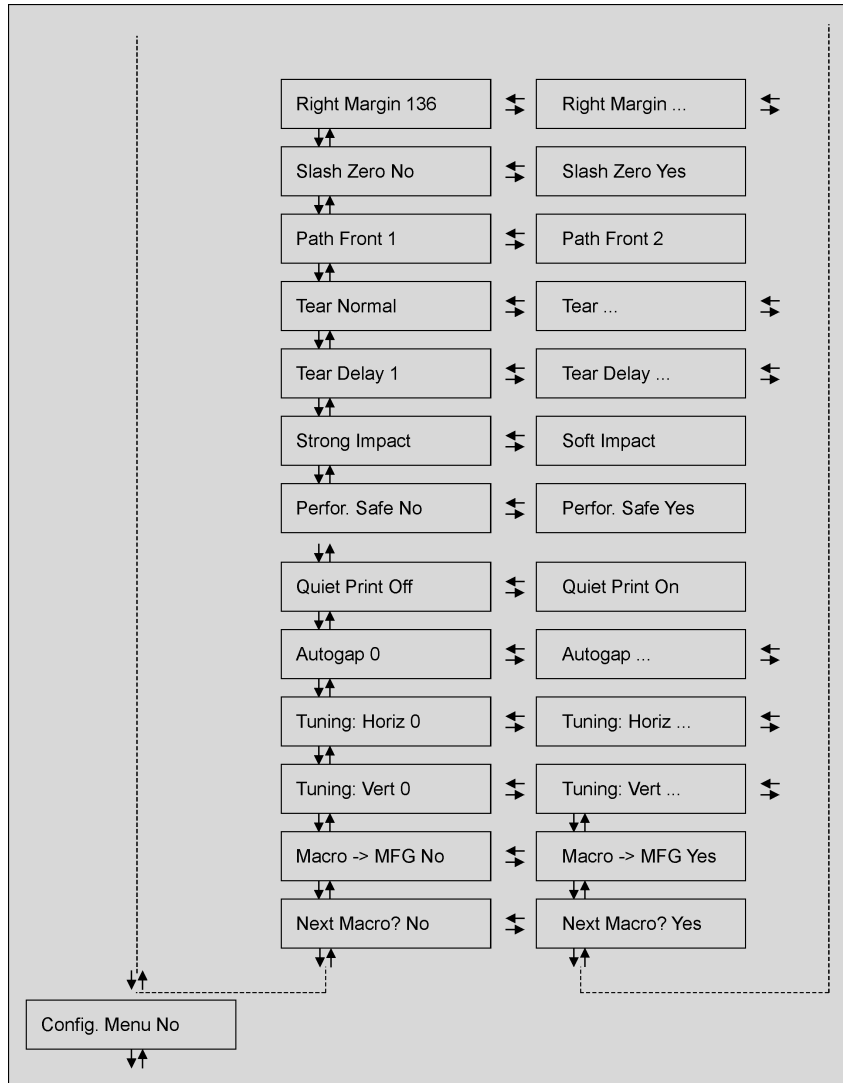 Right Margin 136 Right Margin ...
Slash Zero No Slash Zero Yes
Path Front 1 Path Front 2
Tear Normal Tear ...
Tear Delay 1 Tear Delay ...
Strong Impact Soft Impact
Perfor. Safe No Perfor. Safe Yes
Quiet Print Off Quiet Print On
Autogap 0 Autogap ...
Tuning: Horiz 0 Tuning: Horiz ...
Tuning: Vert 0 Tuning: Vert ...
Macro -> MFG No Macro -> MFG Yes
Next Macro? No Next Macro? Yes
Config. Menu No